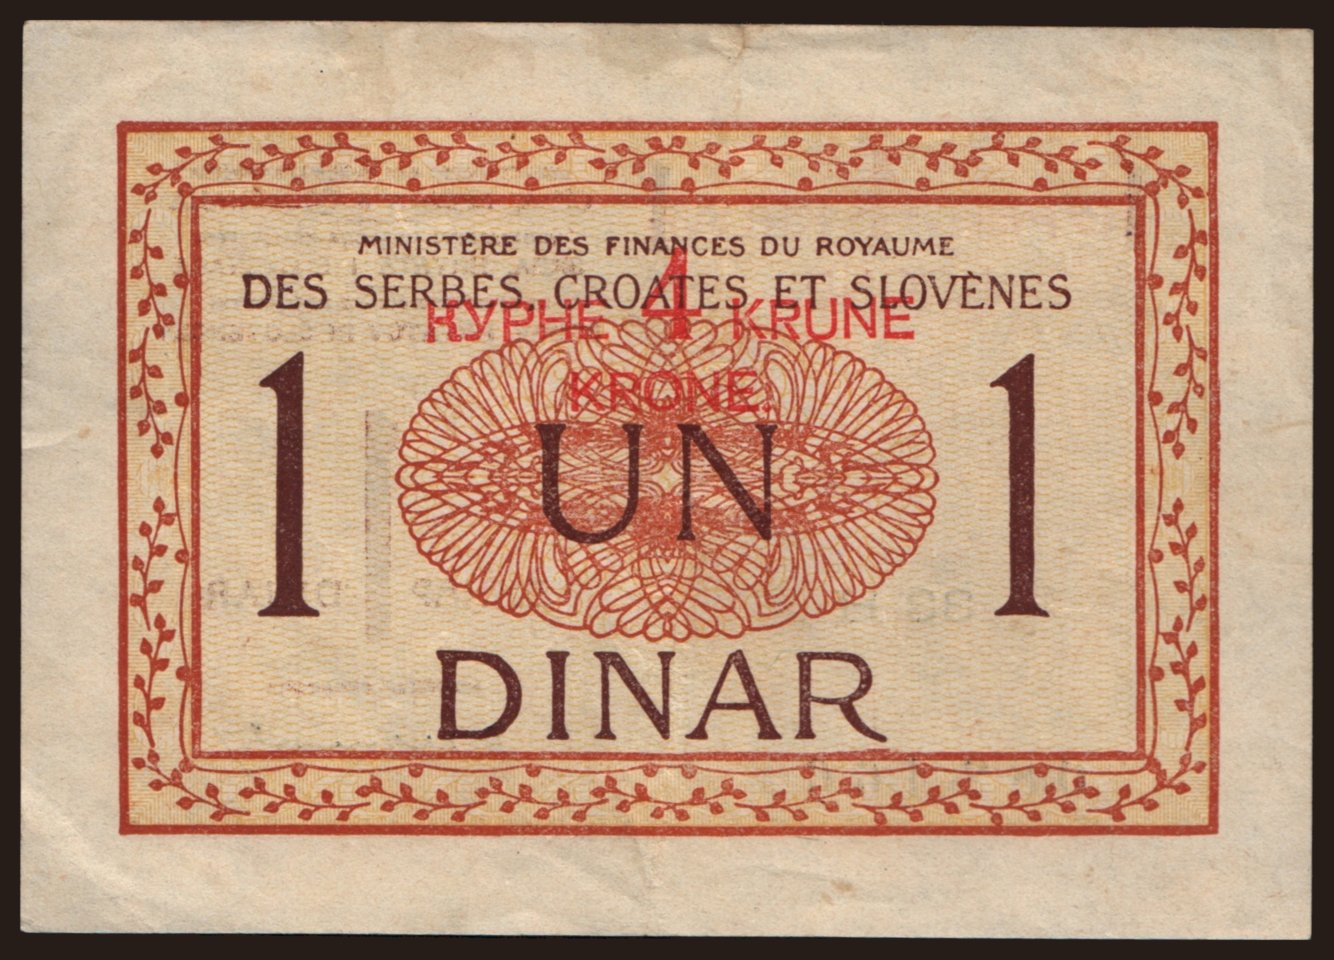 MINISTÈRE DES FINANCES DU ROYAUME
DES SERBES, CROATES ET SLOVÈNES
КРУНЕ 4 KRUNE
KRONE.
1 UN 1
DINAR